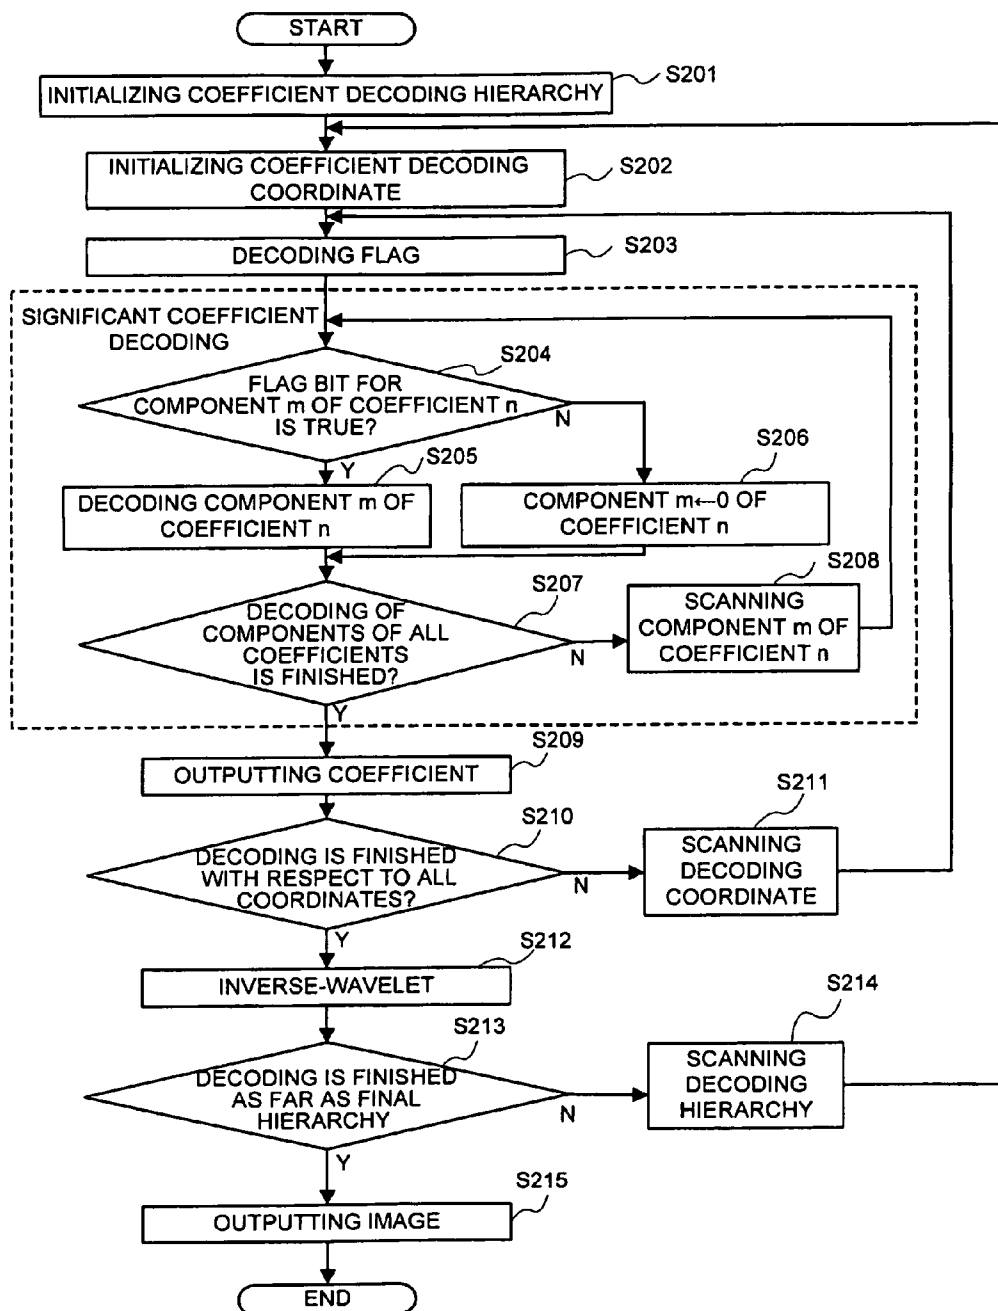 START
S201
INITIALIZING COEFFICIENT DECODING HIERARCHY
S202
INITIALIZING COEFFICIENT DECODING
COORDINATE
S203
DECODING FLAG
SIGNIFICANT COEFFICIENT
DECODING
S204
FLAG BIT FOR
COMPONENT m OF COEFFICIENT n
IS TRUE?
N
Y
S205
DECODING COMPONENT m OF
COEFFICIENT n
S206
COMPONENT m←0 OF
COEFFICIENT n
S207
DECODING OF
COMPONENTS OF ALL
COEFFICIENTS
IS FINISHED?
N
Y
S208
SCANNING
COMPONENT m OF
COEFFICIENT n
S209
OUTPUTTING COEFFICIENT
S210
DECODING IS FINISHED
WITH RESPECT TO ALL
COORDINATES?
N
Y
S211
SCANNING
DECODING
COORDINATE
S212
INVERSE-WAVELET
S213
DECODING IS FINISHED
AS FAR AS FINAL
HIERARCHY
N
Y
S214
SCANNING
DECODING
HIERARCHY
S215
OUTPUTTING IMAGE
END